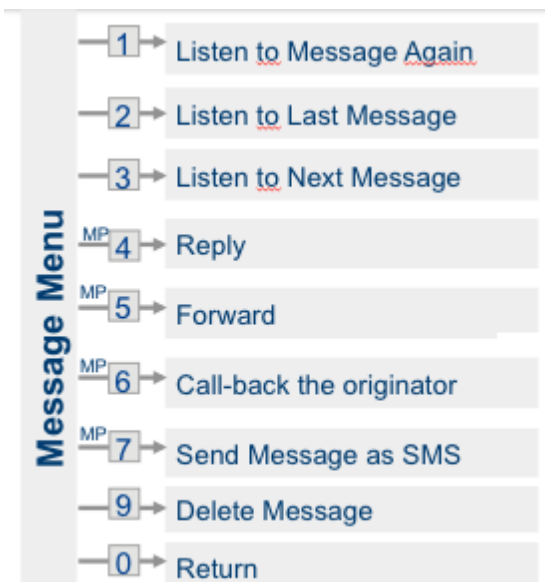 Message Menu
1 Listen to Message Again
2 Listen to Last Message
3 Listen to Next Message
MP 4 Reply
MP 5 Forward
MP 6 Call-back the originator
MP 7 Send Message as SMS
9 Delete Message
0 Return